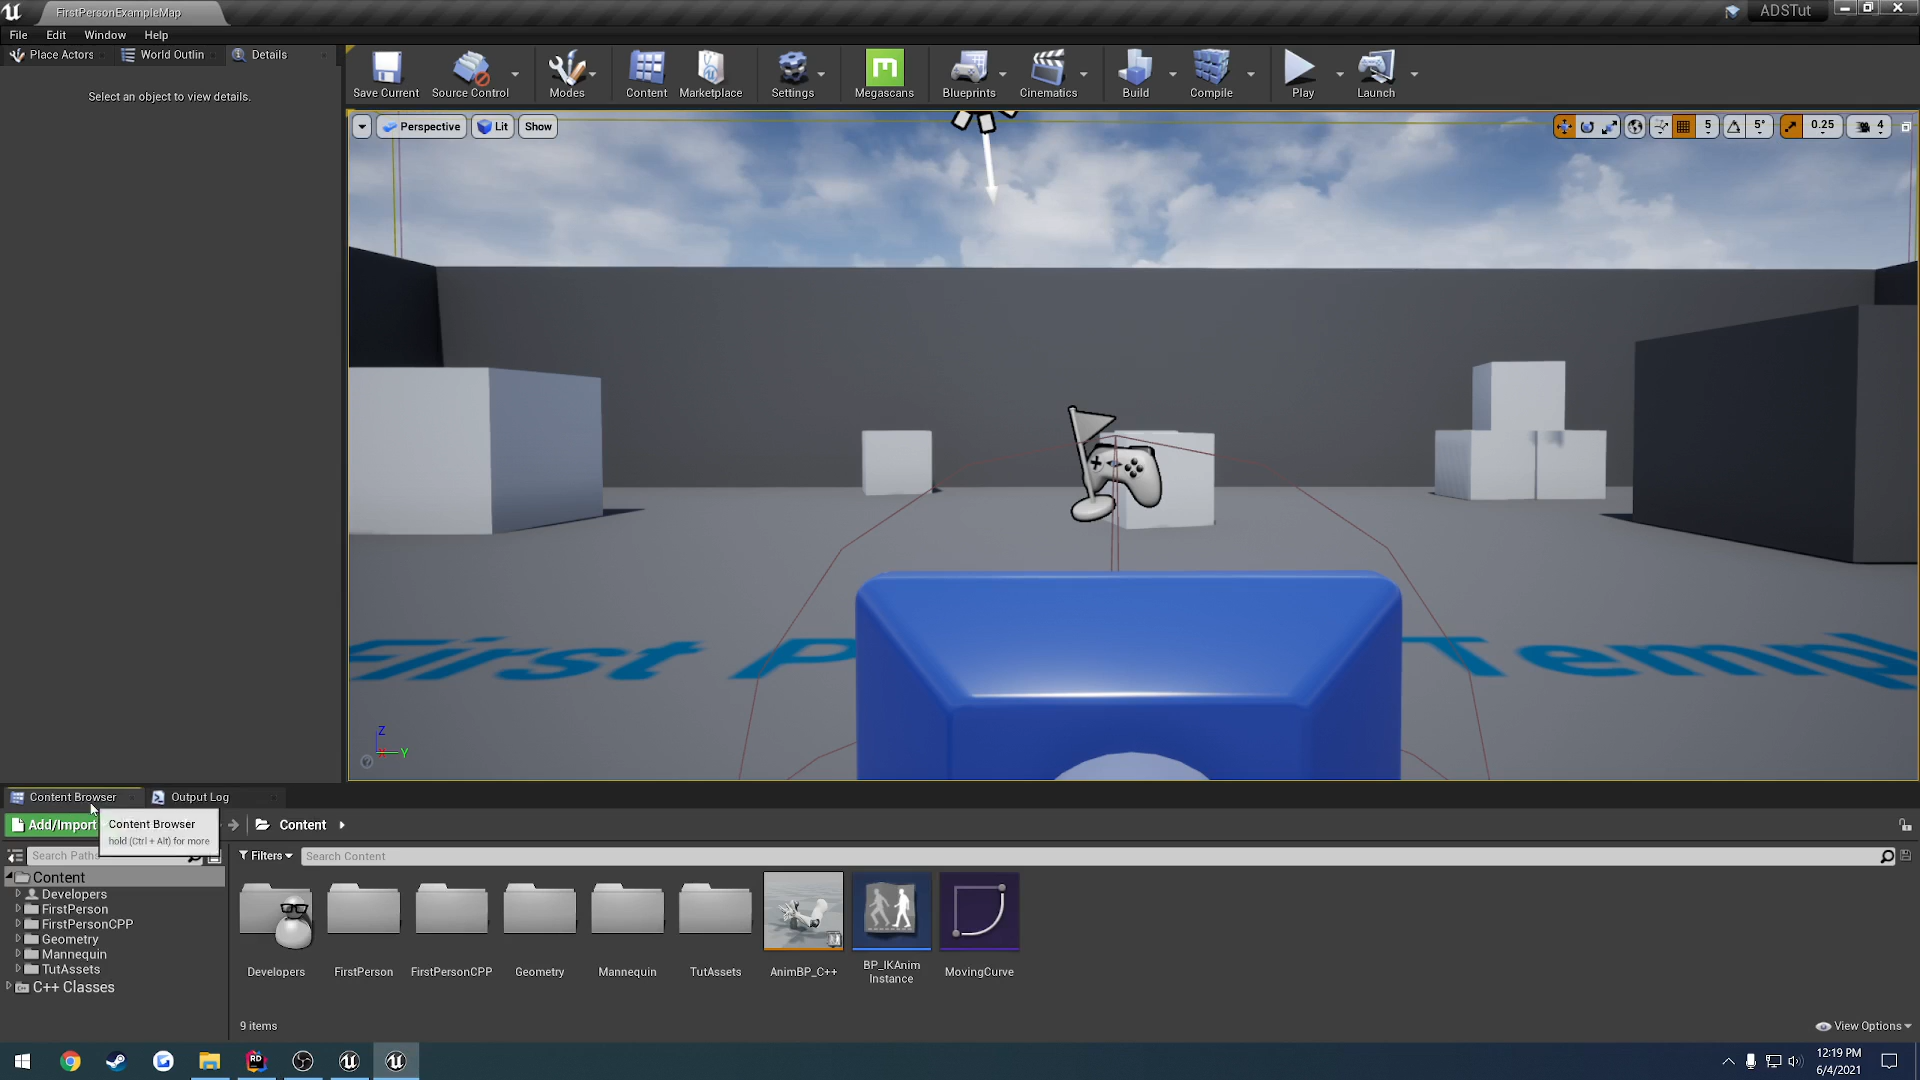 FirstPersonExampleMap
ADSTut
File Edit Window Help
Place Actors World Outlin Details
Select an object to view details.
Save Current Source Control Modes Content Marketplace Settings Megascans Blueprints Cinematics Build Compile Play Launch
Perspective Lit Show
5 5° 0.25 4
First P Templ
Z
Y
Content Browser Output Log
Add/Import Content
Content Browser
hold (Ctrl + Alt) for more
Search Paths
Filters Search Content
Content
Developers
FirstPerson
FirstPersonCPP
Geometry
Mannequin
TutAssets
C++ Classes
Developers FirstPerson FirstPersonCPP Geometry Mannequin TutAssets AnimBP_C++ BP_IKAnim MovingCurve
Instance
9 items
View Options
RD
12:19 PM
6/4/2021